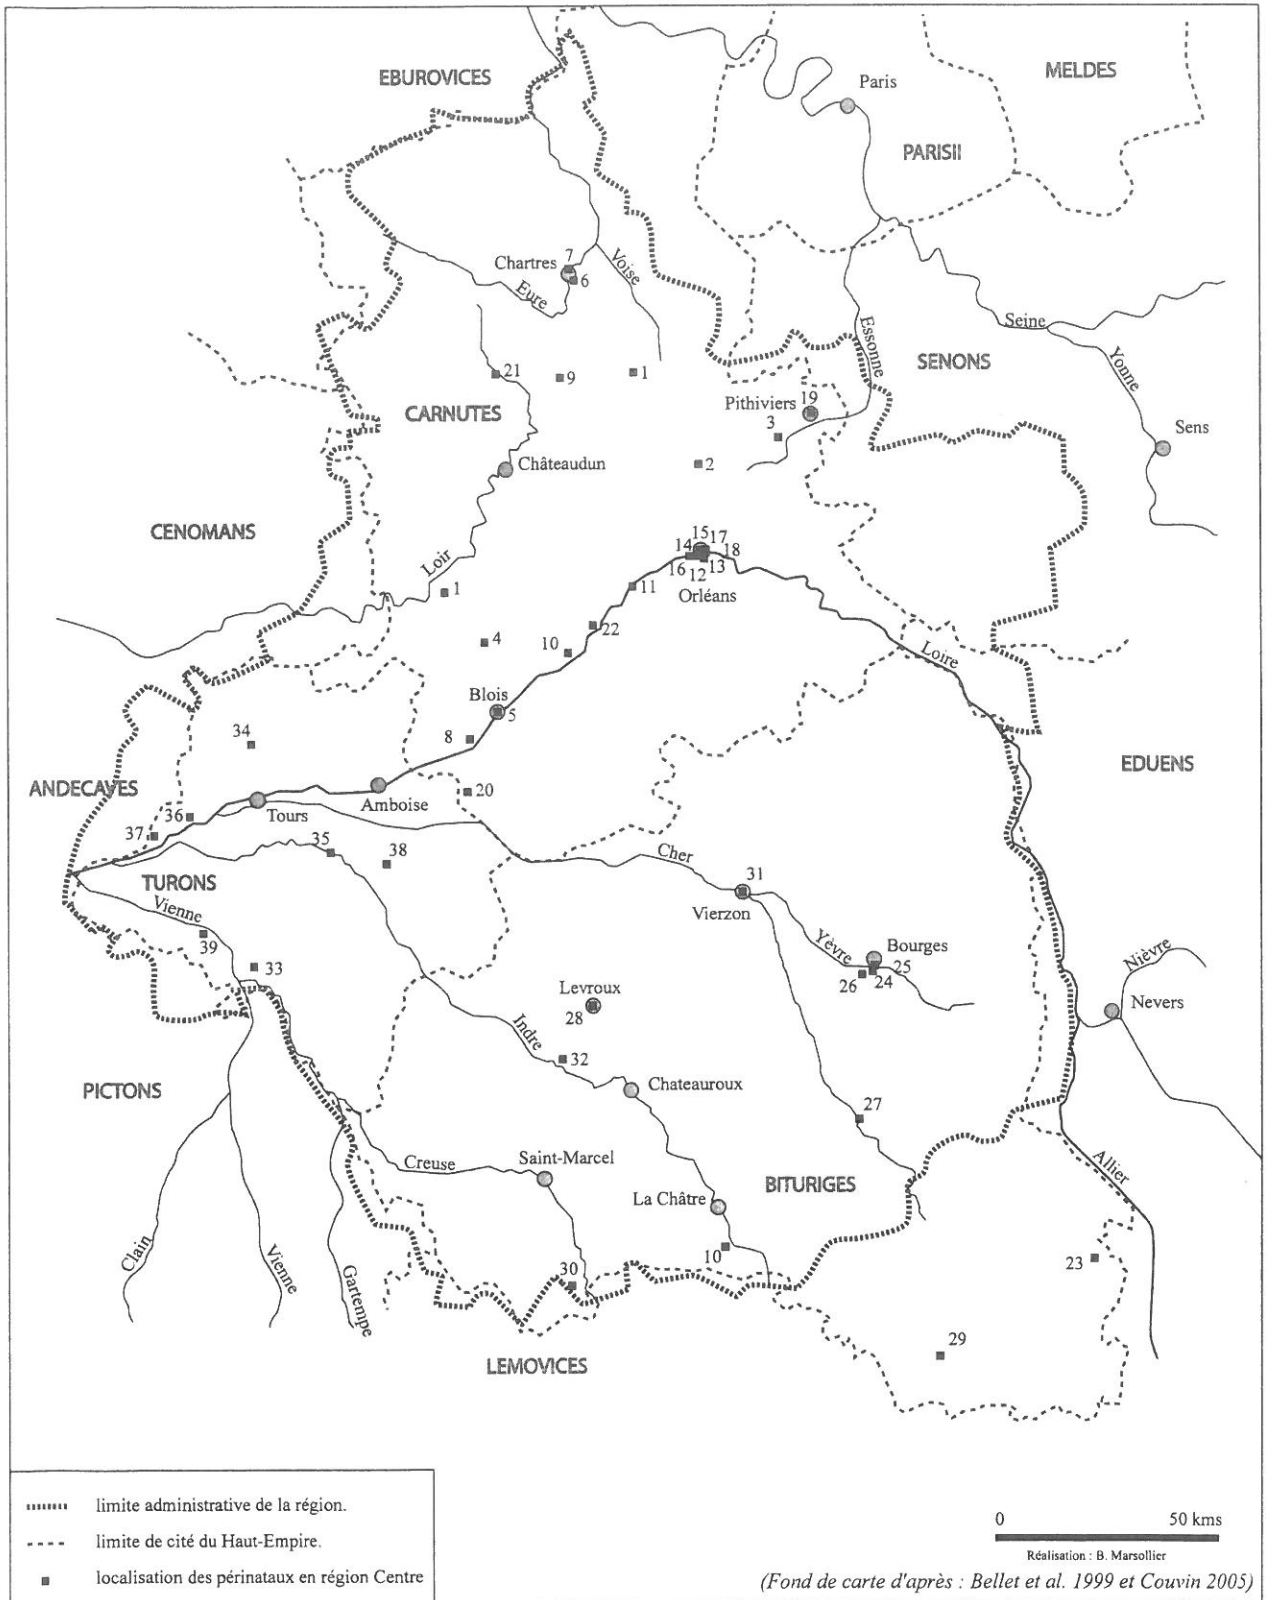 EBUROVICES
MELDES
Paris
PARISII
Chartres
7
6
Voise
Eure
Seine
Essonne
Yonne
SENONS
21
9
1
CARNUTES
Pithiviers
19
3
Sens
Châteaudun
2
CENOMANS
15
17
14
18
16
12
13
Orléans
Loir
1
11
22
4
10
Loire
Blois
5
34
8
EDUENS
ANDECAVES
36
Tours
Amboise
20
37
35
38
Cher
31
TURONS
Vienne
Vierzon
39
Yèvre
Bourges
25
24
26
33
Nièvre
Levroux
28
Nevers
Indre
32
PICTONS
Chateauroux
27
Creuse
Saint-Marcel
Allier
BITURIGES
La Châtre
Clain
Vienne
Gartempe
10
30
23
29
LEMOVICES
limite administrative de la région.
limite de cité du Haut-Empire.
localisation des périnataux en région Centre
0 50 kms
Réalisation : B. Marsollier
(Fond de carte d'après : Bellet et al. 1999 et Couvin 2005)